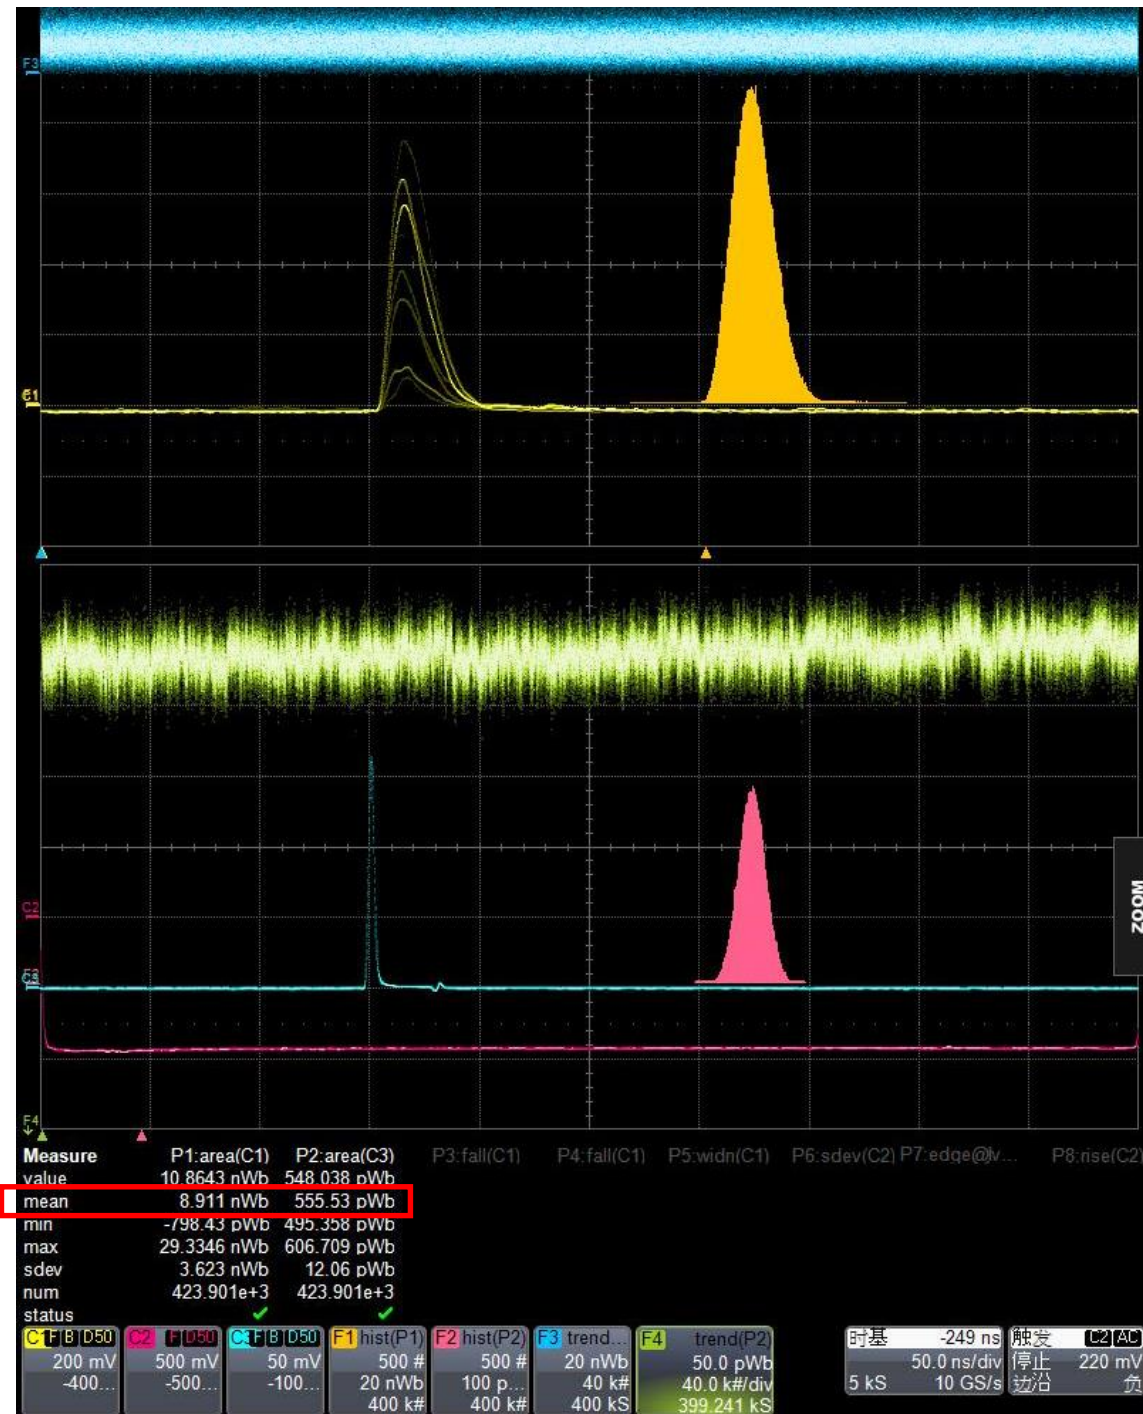 F3
C1
ZOOM
C2
C3
F4
Measure P1:area(C1) P2:area(C3) P3:fall(C1) P4:fall(C1) P5:widn(C1) P6:sdev(C2) P7:edge@lv... P8:rise(C2)
value 10.8643 nWb 548.038 pWb
mean 8.911 nWb 555.53 pWb
min -798.43 pWb 495.358 pWb
max 29.3346 nWb 606.709 pWb
sdev 3.623 nWb 12.06 pWb
num 423.901e+3 423.901e+3
status
C1 F B D50 C2 F D50 C3 F B D50 F1 hist(P1) F2 hist(P2) F3 trend... F4 trend(P2) 时基 -249 ns 触发 C2 AC
200 mV 500 mV 50 mV 500 # 500 # 20 nWb 50.0 pWb 50.0 ns/div 停止 220 mV
-400... -500... -100... 20 nWb 100 p... 40 k# 40.0 k#/div 5 kS 10 GS/s 边沿 负
400 k# 400 k# 400 kS 399.241 kS